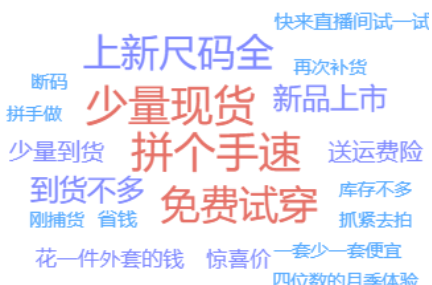 快来直播间试一试
上新尺码全
再次补货
断码
少量现货
新品上市
拼手做
拼个手速
少量到货
送运费险
到货不多
免费试穿
库存不多
刚捕货 省钱
抓紧去拍
花一件外套的钱
惊喜价
一套少一套便宜
四位数的日季体验